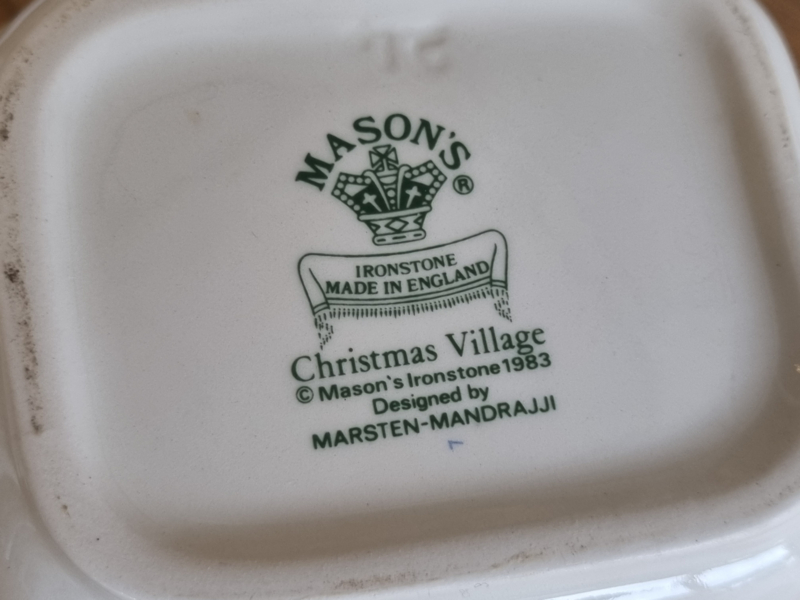 MASON'S ®
IRONSTONE
MADE IN ENGLAND
Christmas Village
© Mason's Ironstone 1983
Designed by
MARSTEN-MANDRAJJI